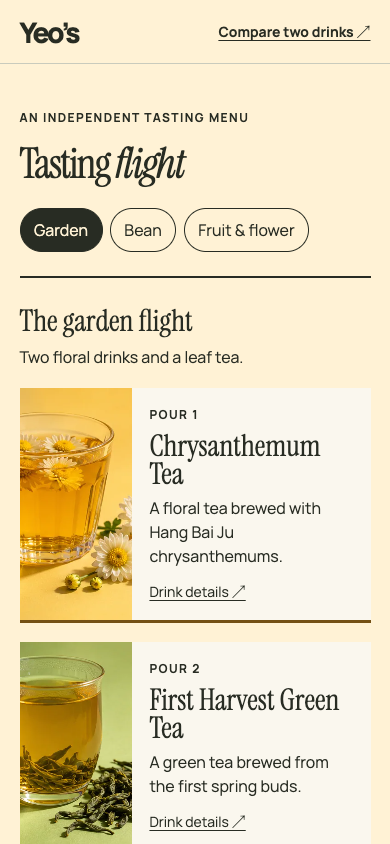 Yeo's
Compare two drinks ↗
AN INDEPENDENT TASTING MENU
Tasting flight
Garden
Bean
Fruit & flower
The garden flight
Two floral drinks and a leaf tea.
POUR 1
Chrysanthemum
Tea
A floral tea brewed with
Hang Bai Ju
chrysanthemums.
Drink details ↗
POUR 2
First Harvest Green
Tea
A green tea brewed from
the first spring buds.
Drink details ↗